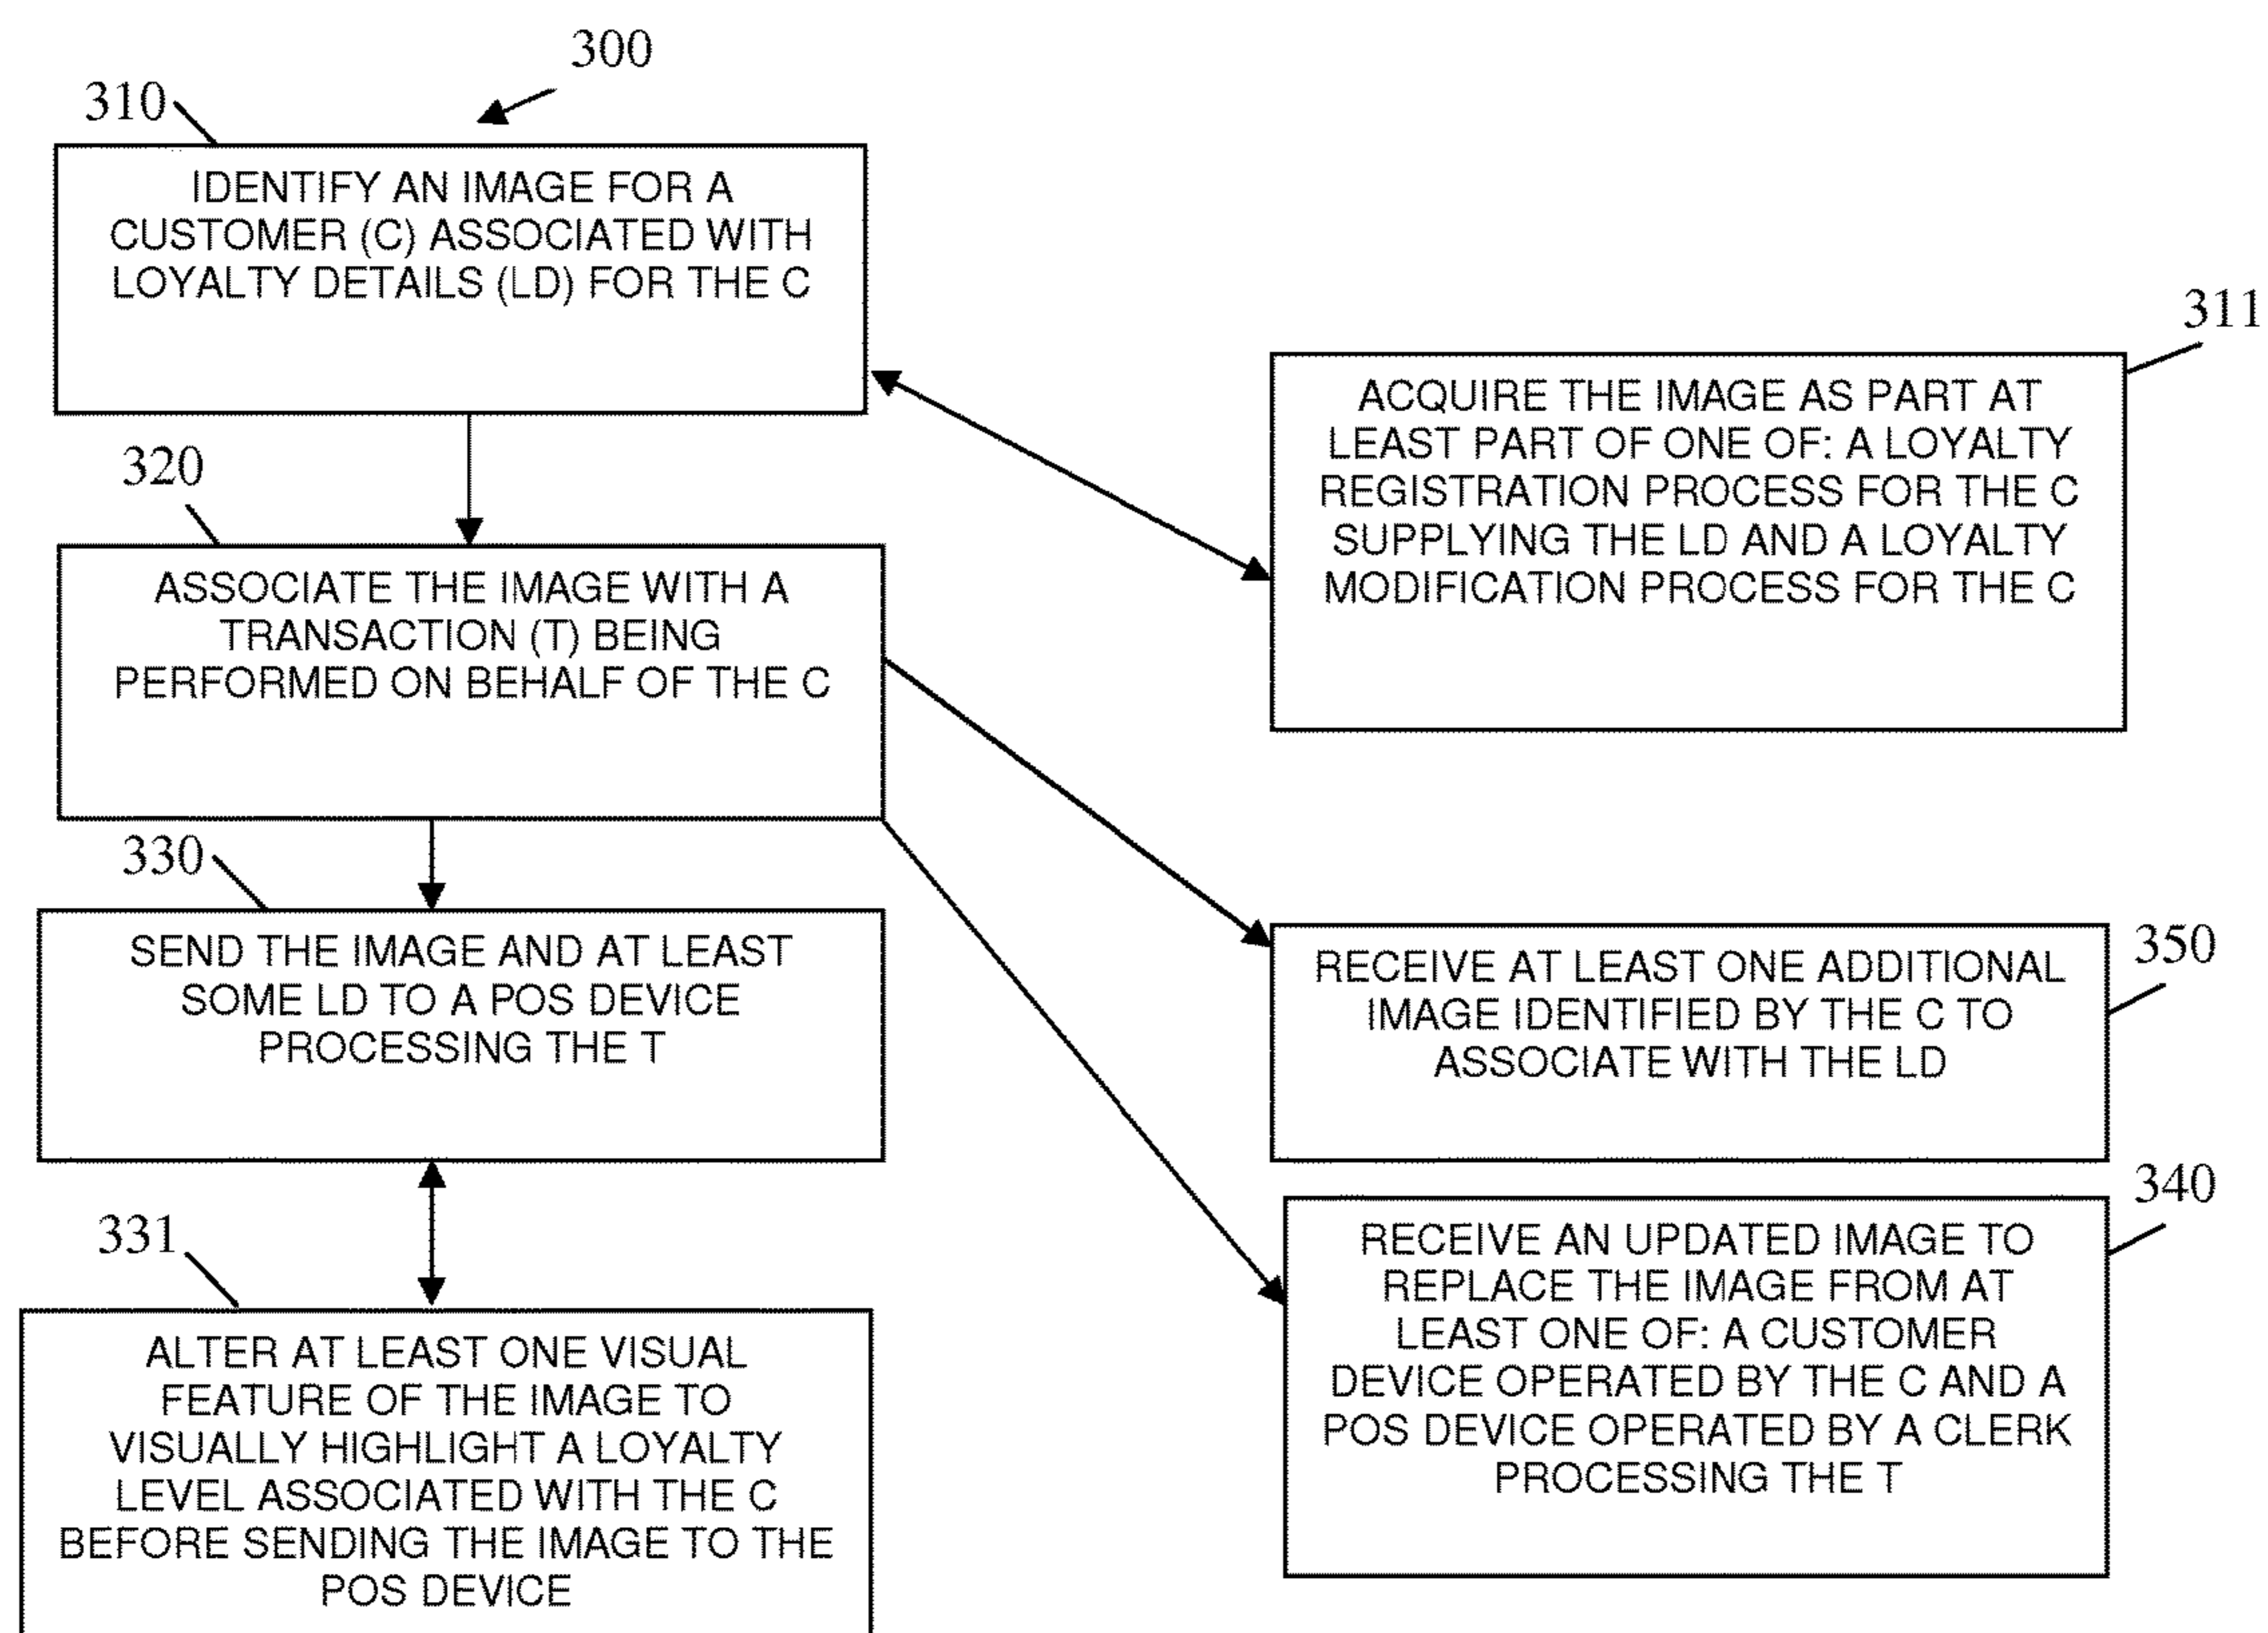 300
310
IDENTIFY AN IMAGE FOR A
CUSTOMER (C) ASSOCIATED WITH
LOYALTY DETAILS (LD) FOR THE C
311
ACQUIRE THE IMAGE AS PART AT
LEAST PART OF ONE OF: A LOYALTY
REGISTRATION PROCESS FOR THE C
SUPPLYING THE LD AND A LOYALTY
MODIFICATION PROCESS FOR THE C
320
ASSOCIATE THE IMAGE WITH A
TRANSACTION (T) BEING
PERFORMED ON BEHALF OF THE C
330
SEND THE IMAGE AND AT LEAST
SOME LD TO A POS DEVICE
PROCESSING THE T
350
RECEIVE AT LEAST ONE ADDITIONAL
IMAGE IDENTIFIED BY THE C TO
ASSOCIATE WITH THE LD
340
RECEIVE AN UPDATED IMAGE TO
REPLACE THE IMAGE FROM AT
LEAST ONE OF: A CUSTOMER
DEVICE OPERATED BY THE C AND A
POS DEVICE OPERATED BY A CLERK
PROCESSING THE T
331
ALTER AT LEAST ONE VISUAL
FEATURE OF THE IMAGE TO
VISUALLY HIGHLIGHT A LOYALTY
LEVEL ASSOCIATED WITH THE C
BEFORE SENDING THE IMAGE TO THE
POS DEVICE